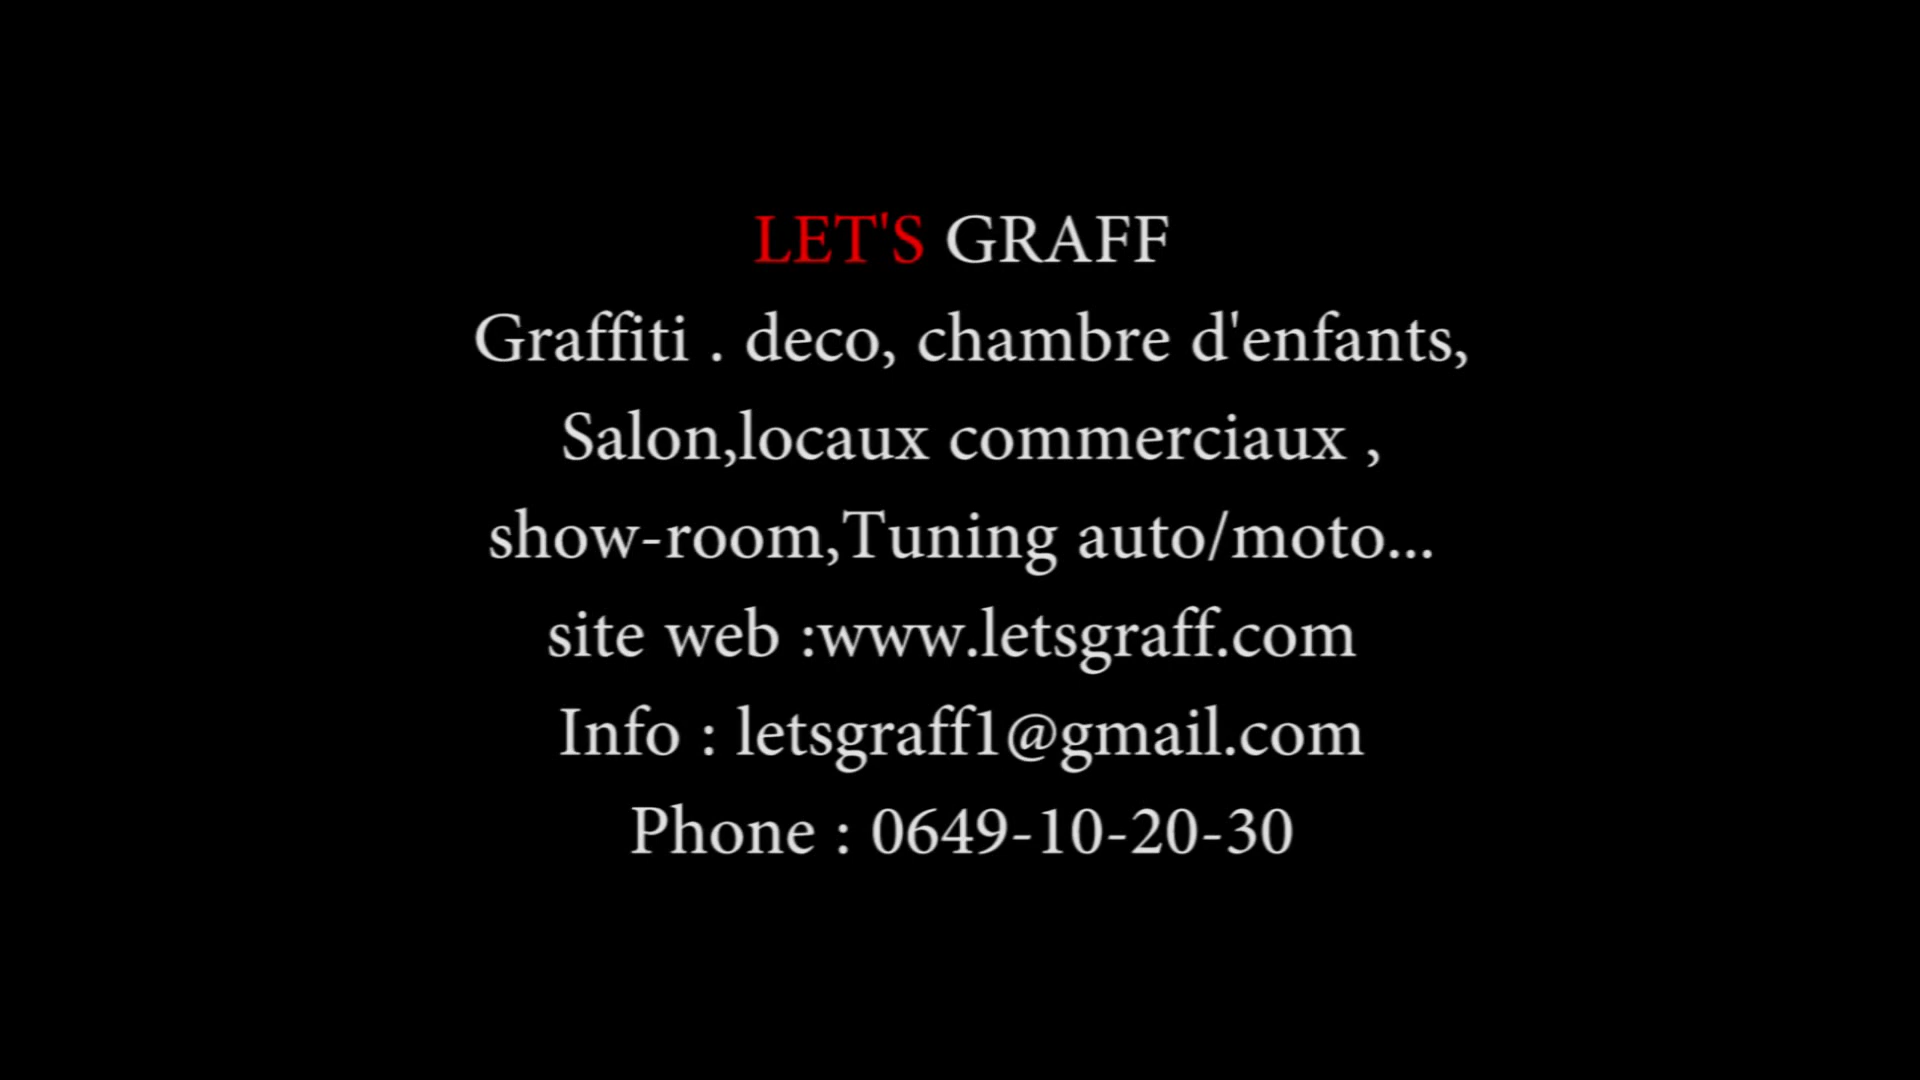 LET'S GRAFF
Graffiti . deco, chambre d'enfants,
Salon,locaux commerciaux ,
show-room,Tuning auto/moto...
site web :www.letsgraff.com
Info : letsgraff1@gmail.com
Phone : 0649-10-20-30